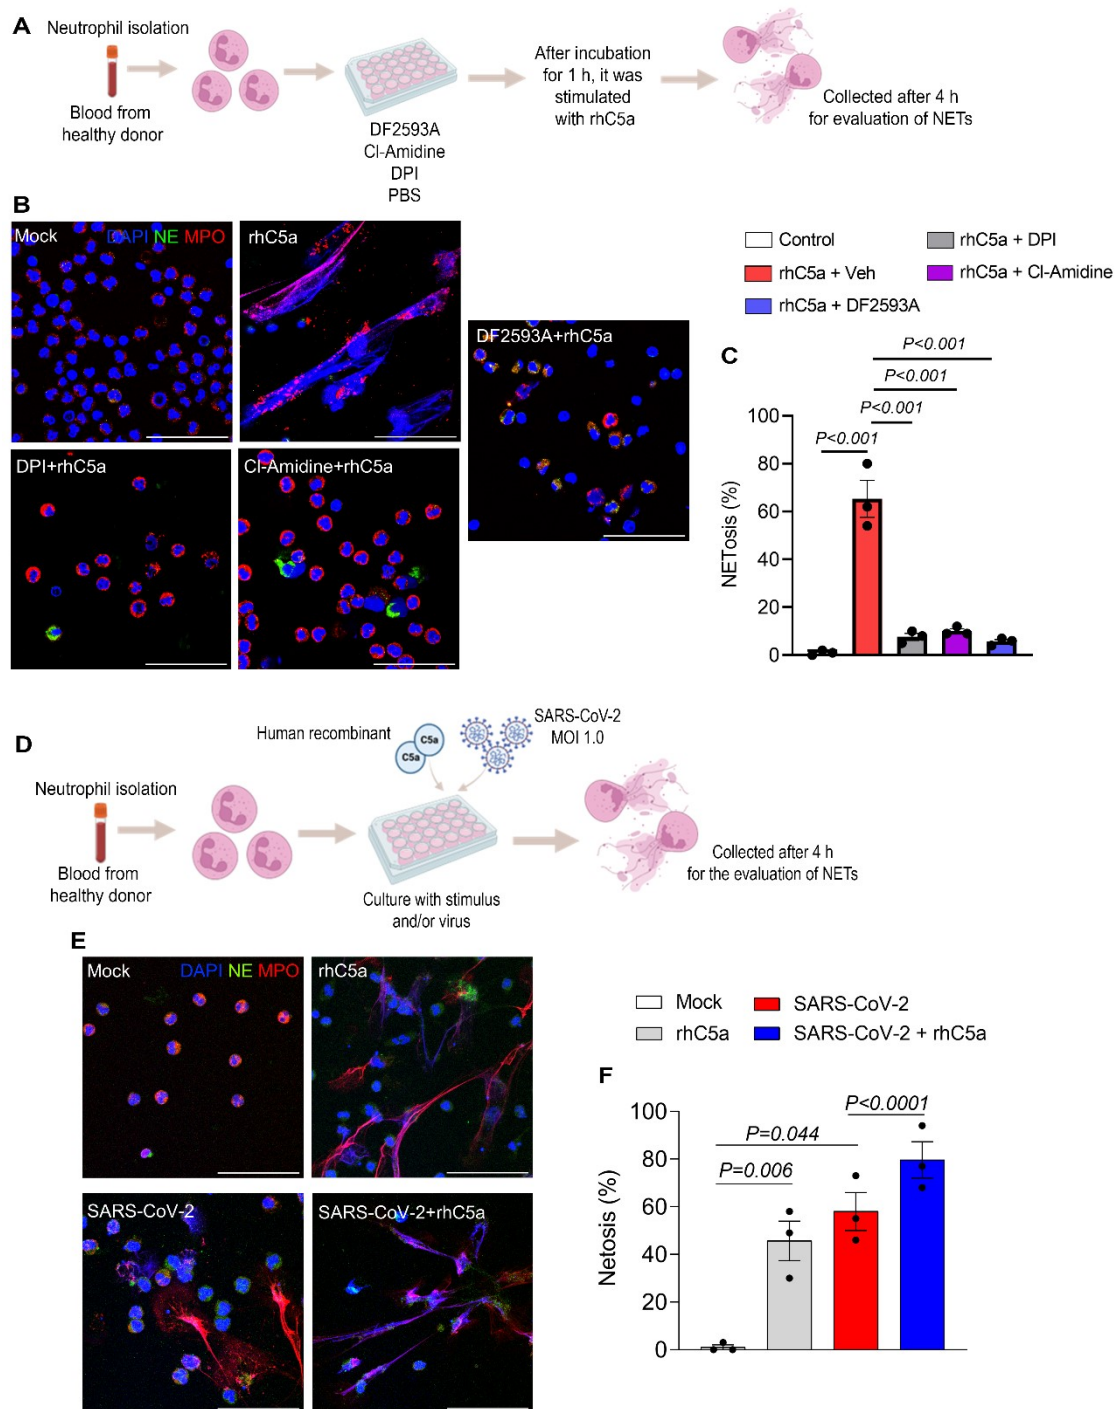 A
Neutrophil isolation
Blood from
healthy donor
DF2593A
Cl-Amidine
DPI
PBS
After incubation
for 1 h, it was
stimulated
with rhC5a
Collected after 4 h
for evaluation of NETs
B
Mock DAPI NE MPO
rhC5a
DF2593A+rhC5a
DPI+rhC5a
Cl-Amidine+rhC5a
Control
rhC5a + Veh
rhC5a + DF2593A
rhC5a + DPI
rhC5a + Cl-Amidine
C
P<0.001
P<0.001
P<0.001
P<0.001
NETosis (%)
100
80
60
40
20
0
D
Neutrophil isolation
Blood from
healthy donor
Human recombinant
C5a
C5a
SARS-CoV-2
MOI 1.0
Culture with stimulus
and/or virus
Collected after 4 h
for the evaluation of NETs
E
Mock DAPI NE MPO
rhC5a
SARS-CoV-2
SARS-CoV-2+rhC5a
Mock
rhC5a
SARS-CoV-2
SARS-CoV-2 + rhC5a
F
P<0.0001
P=0.044
P=0.006
Netosis (%)
100
80
60
40
20
0